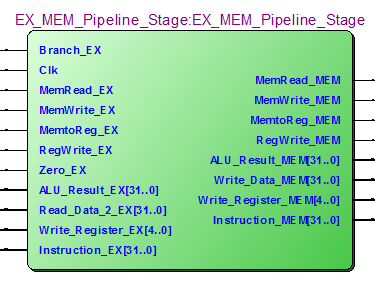 EX_MEM_Pipeline_Stage:EX_MEM_Pipeline_Stage
Branch_EX
Clk
MemRead_EX
MemWrite_EX
MemtoReg_EX
RegWrite_EX
Zero_EX
ALU_Result_EX[31..0]
Read_Data_2_EX[31..0]
Write_Register_EX[4..0]
Instruction_EX[31..0]
MemRead_MEM
MemWrite_MEM
MemtoReg_MEM
RegWrite_MEM
ALU_Result_MEM[31..0]
Write_Data_MEM[31..0]
Write_Register_MEM[4..0]
Instruction_MEM[31..0]